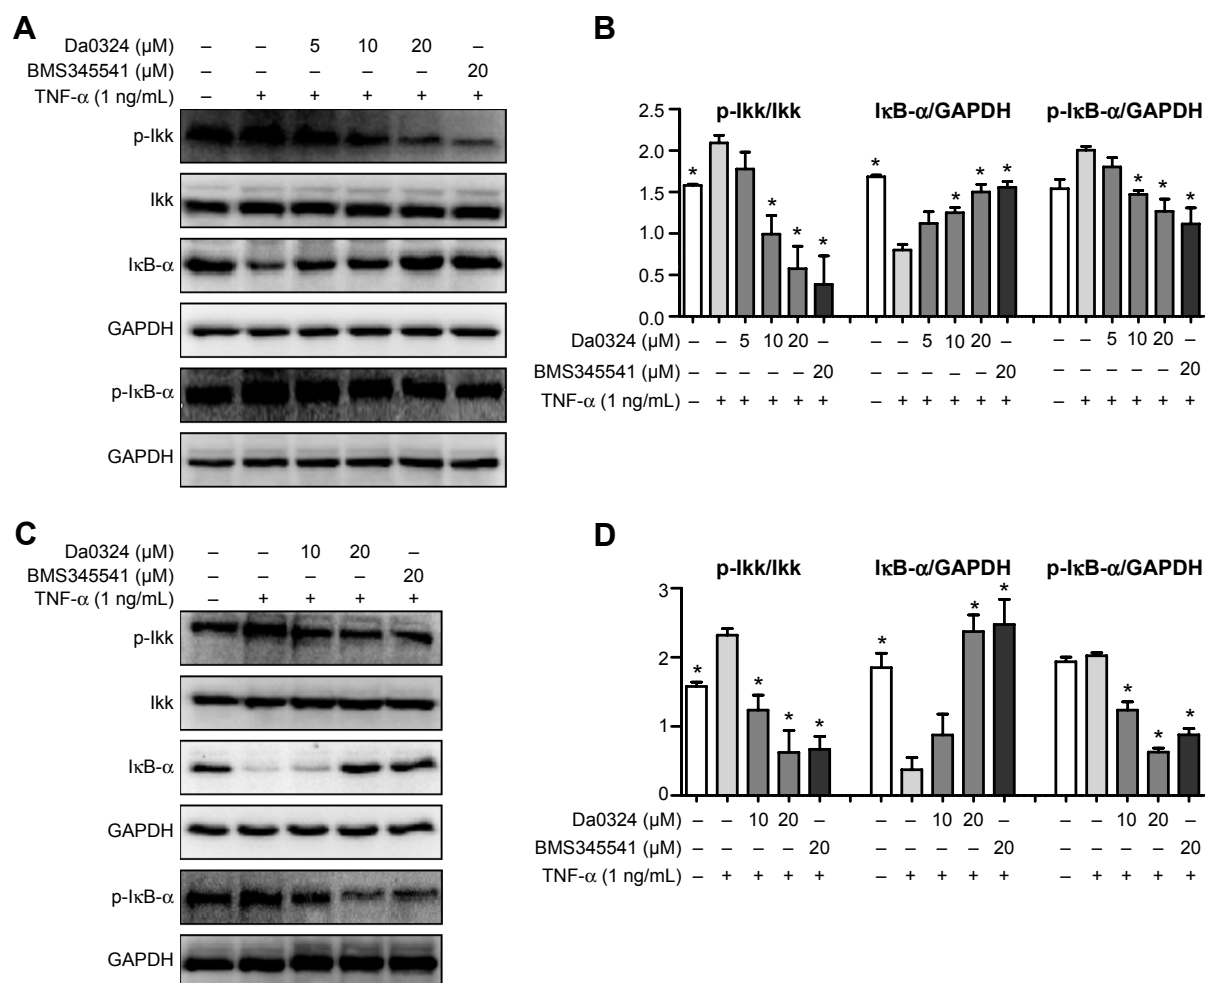 A
Da0324 (µM) – – 5 10 20 –
BMS345541 (µM) – – – – – 20
TNF-α (1 ng/mL) – + + + + +
p-Ikk
Ikk
IκB-α
GAPDH
p-IκB-α
GAPDH
B
p-Ikk/Ikk IκB-α/GAPDH p-IκB-α/GAPDH
2.5
2.0
1.5
1.0
0.5
0.0
* * * * * * * * * * *
Da0324 (µM) – – 5 10 20 – – – 5 10 20 – – – 5 10 20 –
BMS345541 (µM) – – – – – 20 – – – – – 20 – – – – – 20
TNF-α (1 ng/mL) – + + + + + – + + + + + – + + + + +
C
Da0324 (µM) – – 10 20 –
BMS345541 (µM) – – – – 20
TNF-α (1 ng/mL) – + + + +
p-Ikk
Ikk
IκB-α
GAPDH
p-IκB-α
GAPDH
D
p-Ikk/Ikk IκB-α/GAPDH p-IκB-α/GAPDH
3
2
1
0
* * * * * * * * * *
Da0324 (µM) – – 10 20 – – – 10 20 – – – 10 20 –
BMS345541 (µM) – – – – 20 – – – – 20 – – – – 20
TNF-α (1 ng/mL) – + + + + – + + + + – + + + +